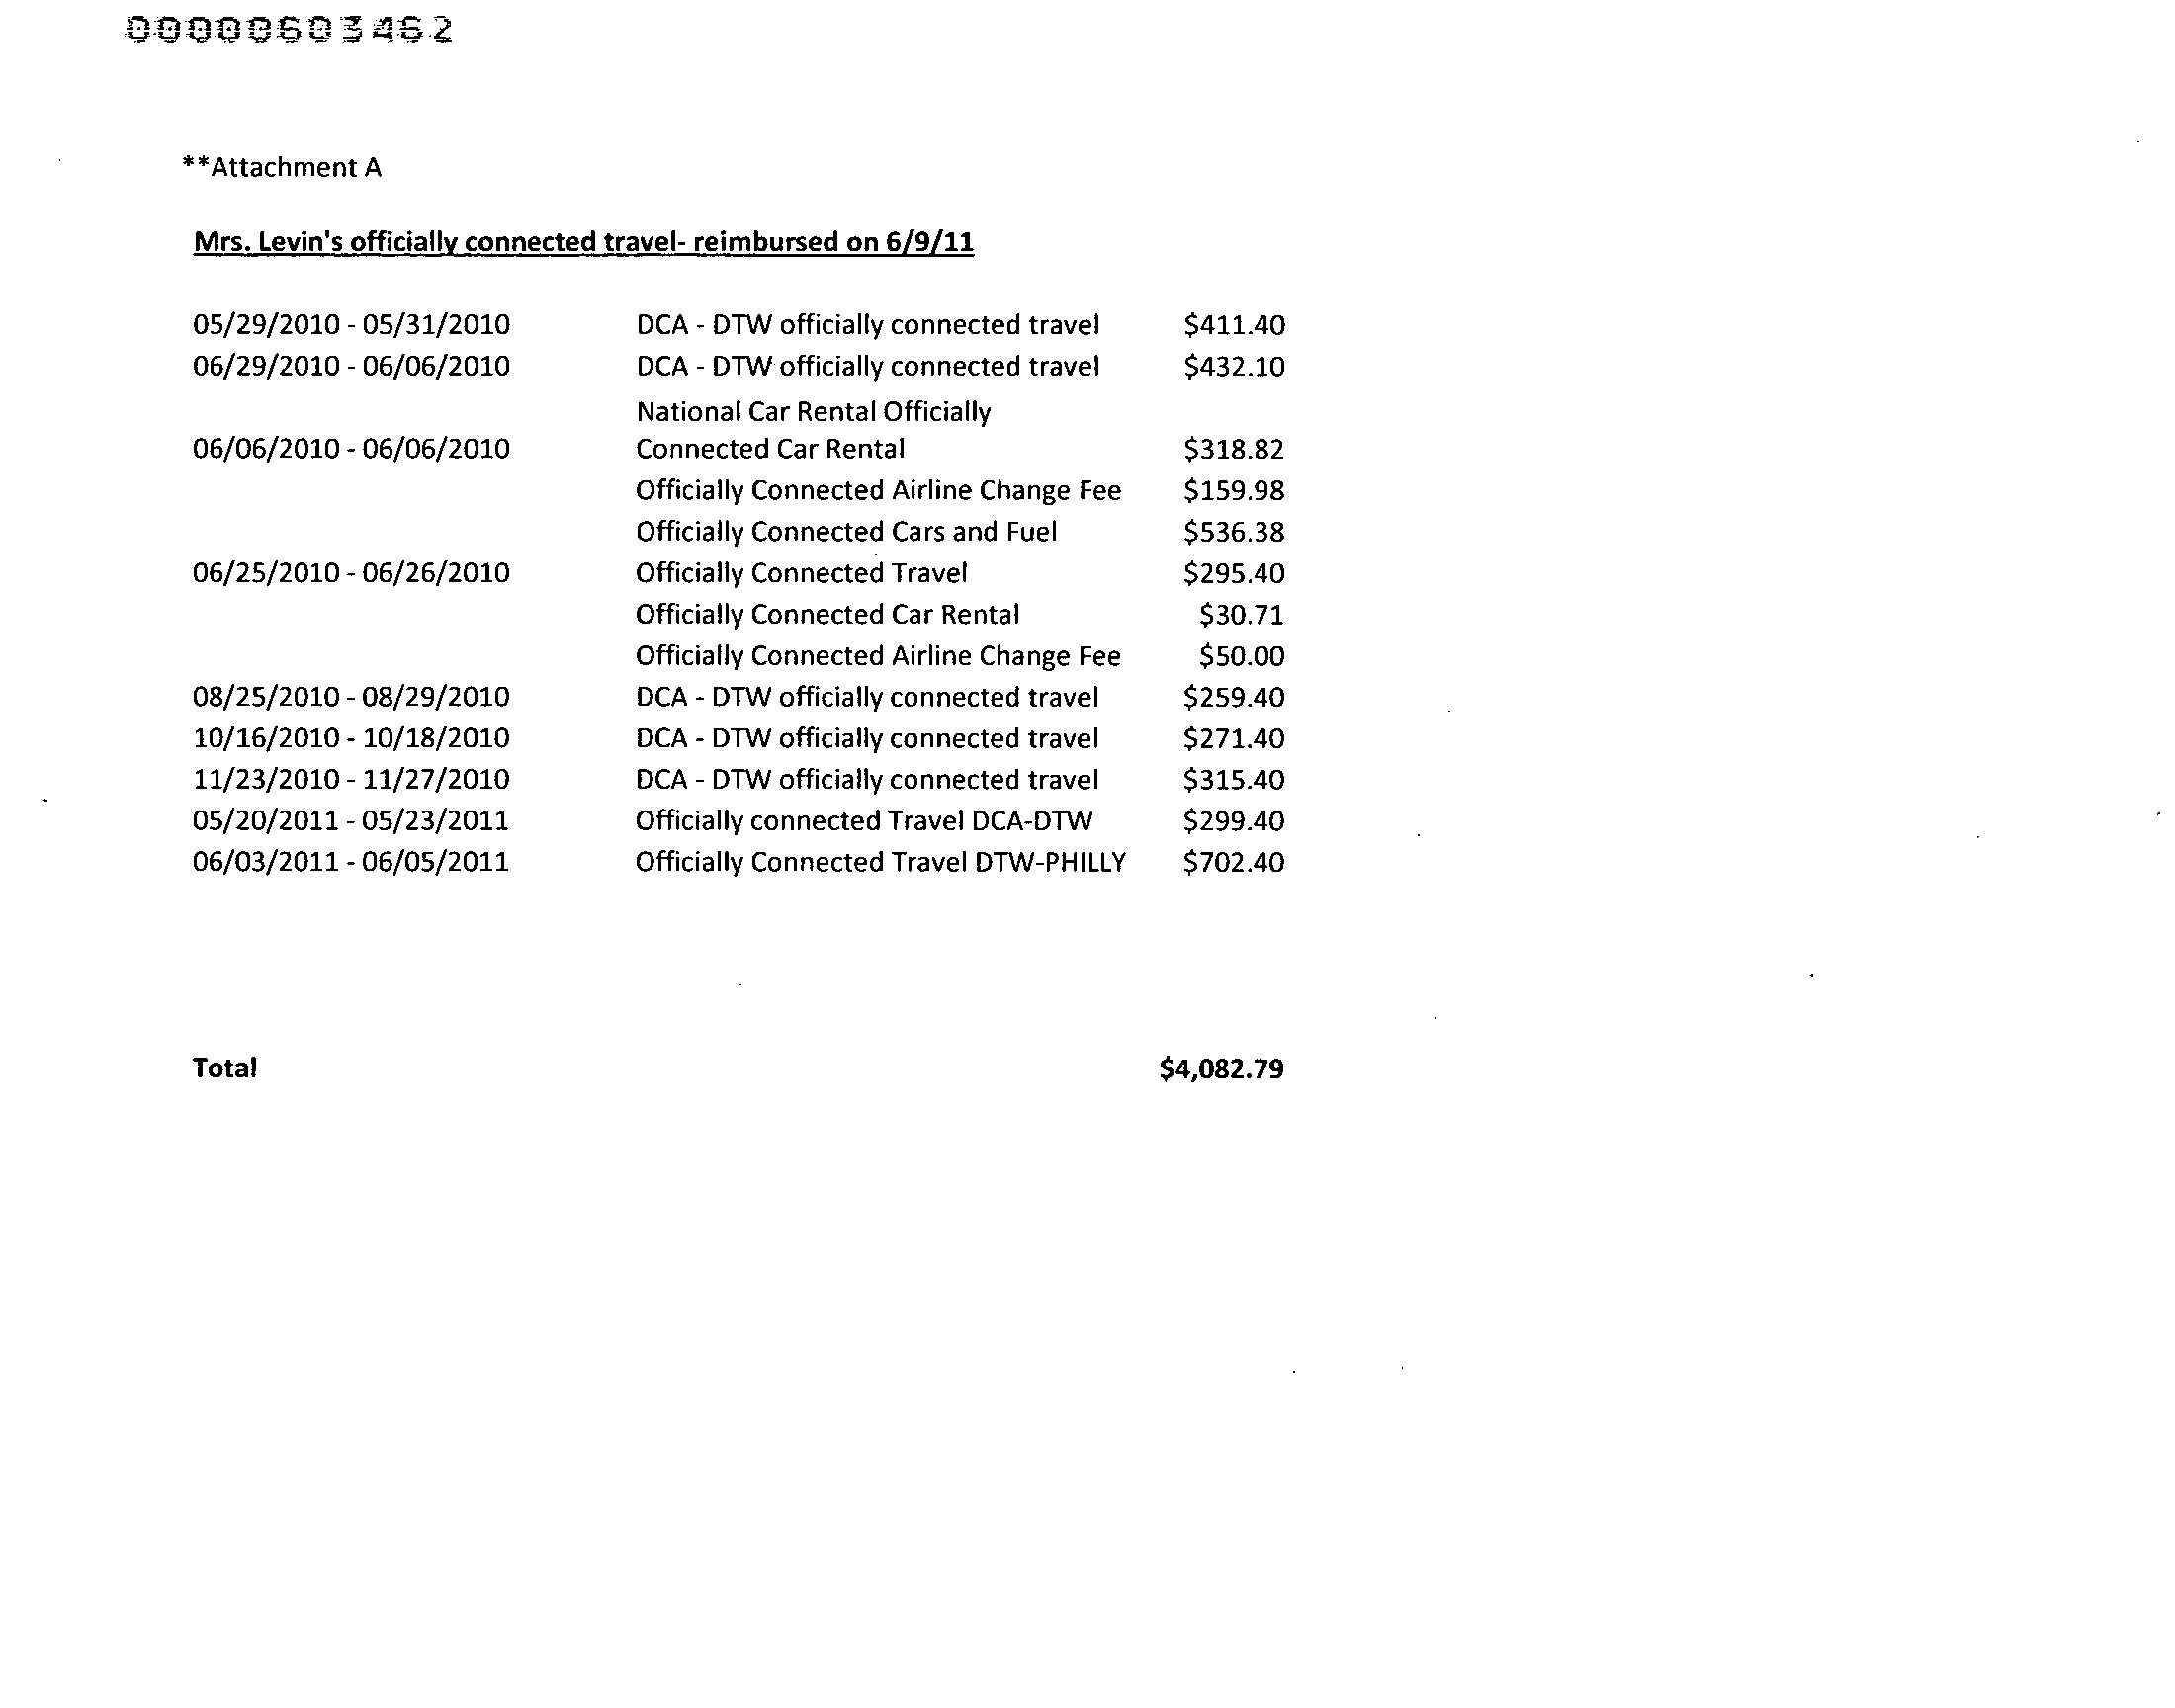 00000603462
**Attachment A
Mrs. Levin's officially connected travel- reimbursed on 6/9/11
05/29/2010 - 05/31/2010 DCA - DTW officially connected travel $411.40
06/29/2010 - 06/06/2010 DCA - DTW officially connected travel $432.10
National Car Rental Officially
06/06/2010 - 06/06/2010 Connected Car Rental $318.82
Officially Connected Airline Change Fee $159.98
Officially Connected Cars and Fuel $536.38
06/25/2010 - 06/26/2010 Officially Connected Travel $295.40
Officially Connected Car Rental $30.71
Officially Connected Airline Change Fee $50.00
08/25/2010 - 08/29/2010 DCA - DTW officially connected travel $259.40
10/16/2010 - 10/18/2010 DCA - DTW officially connected travel $271.40
11/23/2010 - 11/27/2010 DCA - DTW officially connected travel $315.40
05/20/2011 - 05/23/2011 Officially connected Travel DCA-DTW $299.40
06/03/2011 - 06/05/2011 Officially Connected Travel DTW-PHILLY $702.40
Total $4,082.79